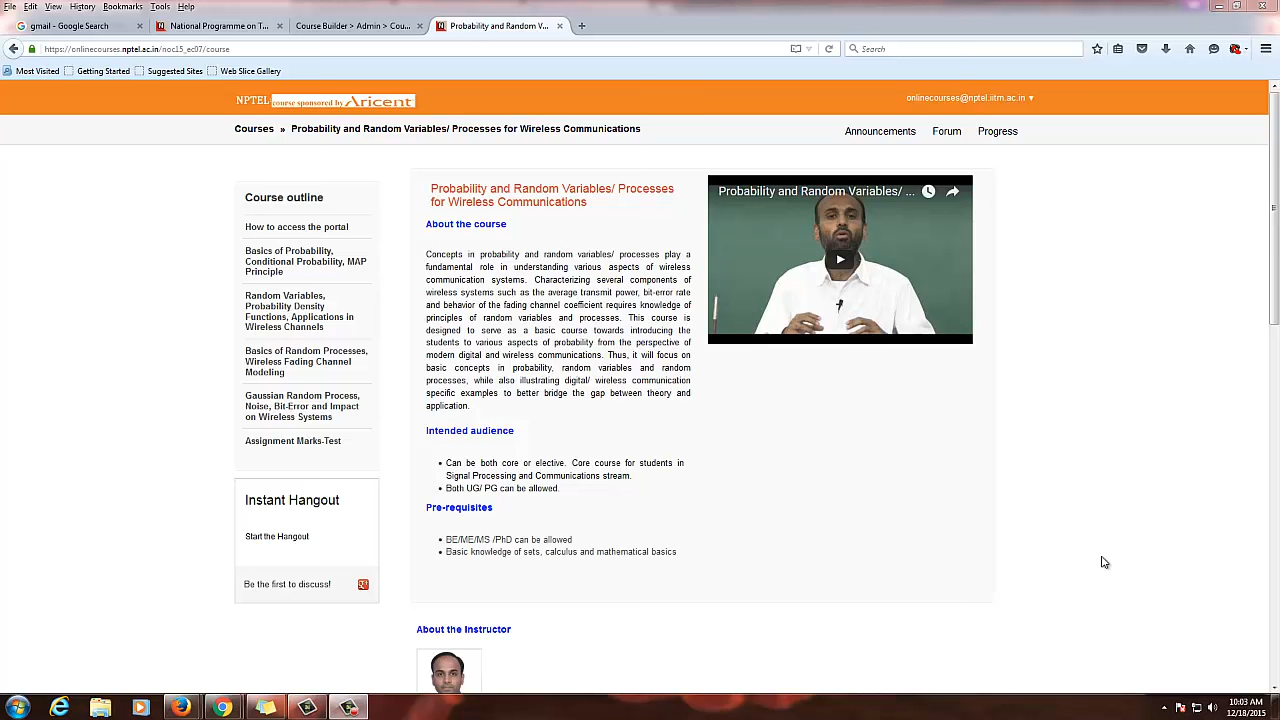 File Edit View History Bookmarks Tools Help
gmail - Google Search
National Programme on T...
Course Builder > Admin > Cou...
Probability and Random V...
https://onlinecourses.nptel.ac.in/noc15_ec07/course
Search
Most Visited Getting Started Suggested Sites Web Slice Gallery
NPTEL course sponsored by Aricent
onlinecourses@nptel.iitm.ac.in ▾
Courses » Probability and Random Variables/ Processes for Wireless Communications
Announcements Forum Progress
Course outline
How to access the portal
Basics of Probability,
Conditional Probability, MAP
Principle
Random Variables,
Probability Density
Functions, Applications in
Wireless Channels
Basics of Random Processes,
Wireless Fading Channel
Modeling
Gaussian Random Process,
Noise, Bit-Error and Impact
on Wireless Systems
Assignment Marks-Test
Instant Hangout
Start the Hangout
Be the first to discuss!
Probability and Random Variables/ Processes
for Wireless Communications
About the course
Concepts in probability and random variables/ processes play a
fundamental role in understanding various aspects of wireless
communication systems. Characterizing several components of
wireless systems such as the average transmit power, bit-error rate
and behavior of the fading channel coefficient requires knowledge of
principles of random variables and processes. This course is
designed to serve as a basic course towards introducing the
students to various aspects of probability from the perspective of
modern digital and wireless communications. Thus, it will focus on
basic concepts in probability, random variables and random
processes, while also illustrating digital/ wireless communication
specific examples to better bridge the gap between theory and
application.
Intended audience
• Can be both core or elective. Core course for students in
Signal Processing and Communications stream.
• Both UG/ PG can be allowed.
Pre-requisites
• BE/ME/MS /PhD can be allowed
• Basic knowledge of sets, calculus and mathematical basics
Probability and Random Variables/ ...
About the Instructor
10:03 AM
12/18/2015